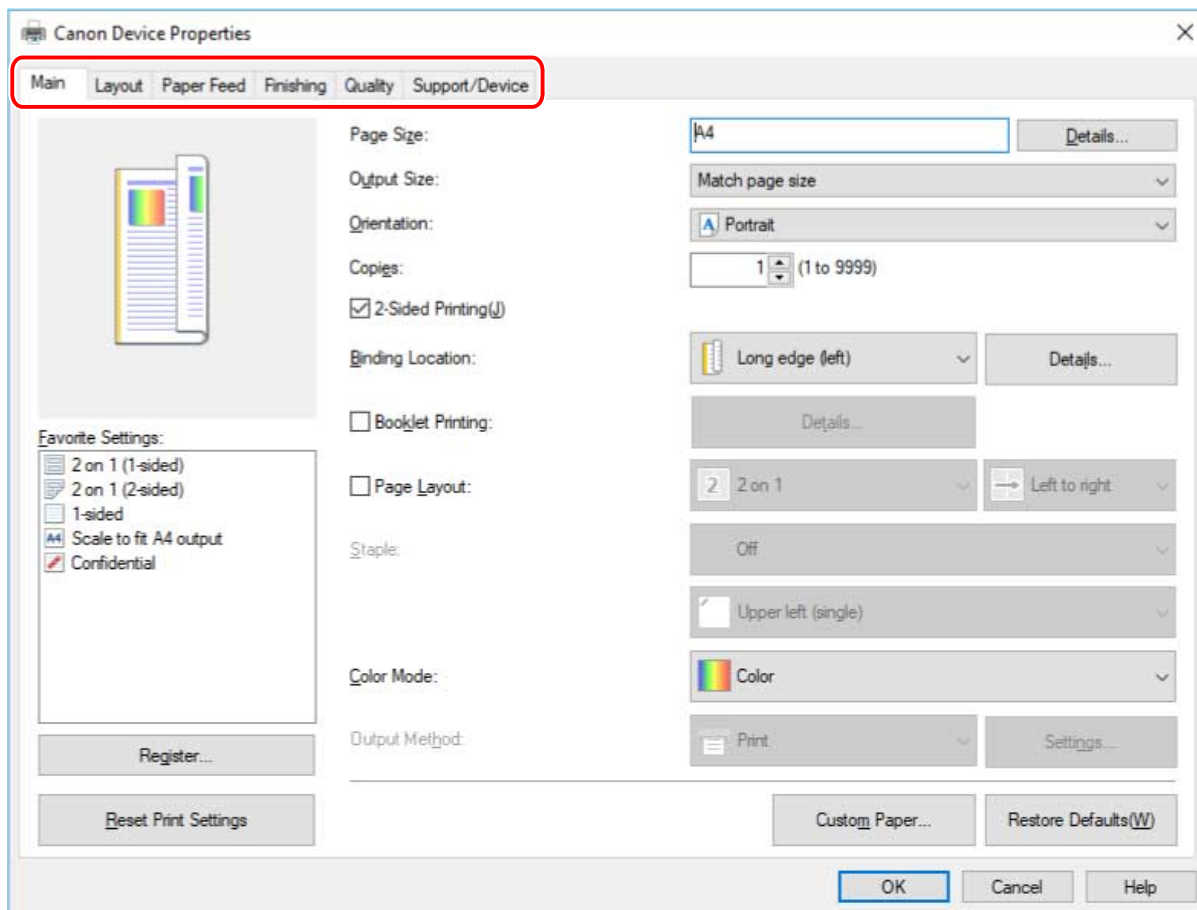 Canon Device Properties
Main Layout Paper Feed Finishing Quality Support/Device
Page Size: A4 Details...
Output Size: Match page size
Orientation: A Portrait
Copies: 1 (1 to 9999)
2-Sided Printing(J)
Binding Location: Long edge (left) Details...
Booklet Printing: Details...
Page Layout: 2 2 on 1 Left to right
Staple: Off
Upper left (single)
Color Mode: Color
Output Method: Print Settings...
Favorite Settings:
2 on 1 (1-sided)
2 on 1 (2-sided)
1-sided
A4 Scale to fit A4 output
Confidential
Register...
Reset Print Settings
Custom Paper... Restore Defaults(W)
OK Cancel Help